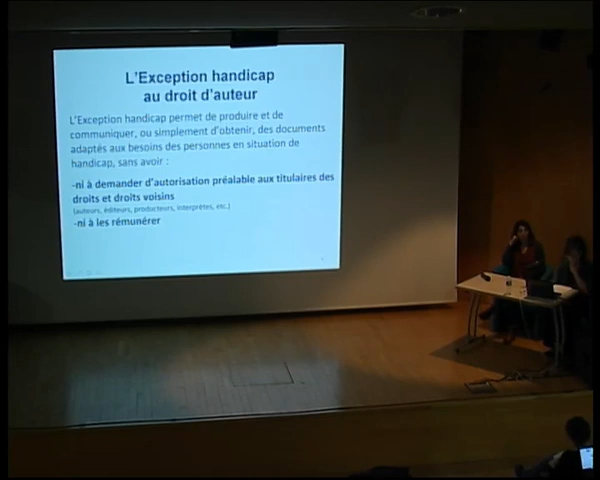 L'Exception handicap
au droit d'auteur
L'Exception handicap permet de produire et de
communiquer, ou simplement d'obtenir, des documents
adaptés aux besoins des personnes en situation de
handicap, sans avoir :
-ni à demander d'autorisation préalable aux titulaires des
droits et droits voisins
(auteurs, éditeurs, producteurs, interprètes, etc.)
-ni à les rémunérer